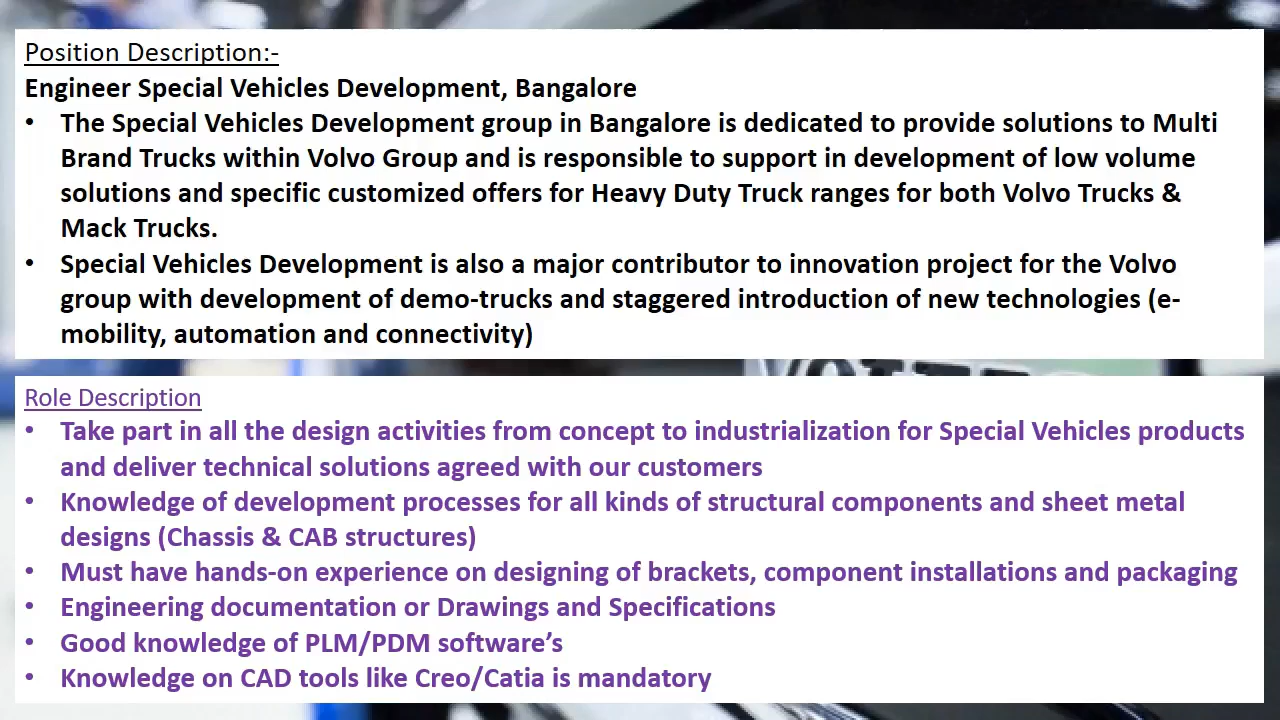 Position Description:-
Engineer Special Vehicles Development, Bangalore
• The Special Vehicles Development group in Bangalore is dedicated to provide solutions to Multi
Brand Trucks within Volvo Group and is responsible to support in development of low volume
solutions and specific customized offers for Heavy Duty Truck ranges for both Volvo Trucks &
Mack Trucks.
• Special Vehicles Development is also a major contributor to innovation project for the Volvo
group with development of demo-trucks and staggered introduction of new technologies (e-
mobility, automation and connectivity)
Role Description
• Take part in all the design activities from concept to industrialization for Special Vehicles products
and deliver technical solutions agreed with our customers
• Knowledge of development processes for all kinds of structural components and sheet metal
designs (Chassis & CAB structures)
• Must have hands-on experience on designing of brackets, component installations and packaging
• Engineering documentation or Drawings and Specifications
• Good knowledge of PLM/PDM software’s
• Knowledge on CAD tools like Creo/Catia is mandatory